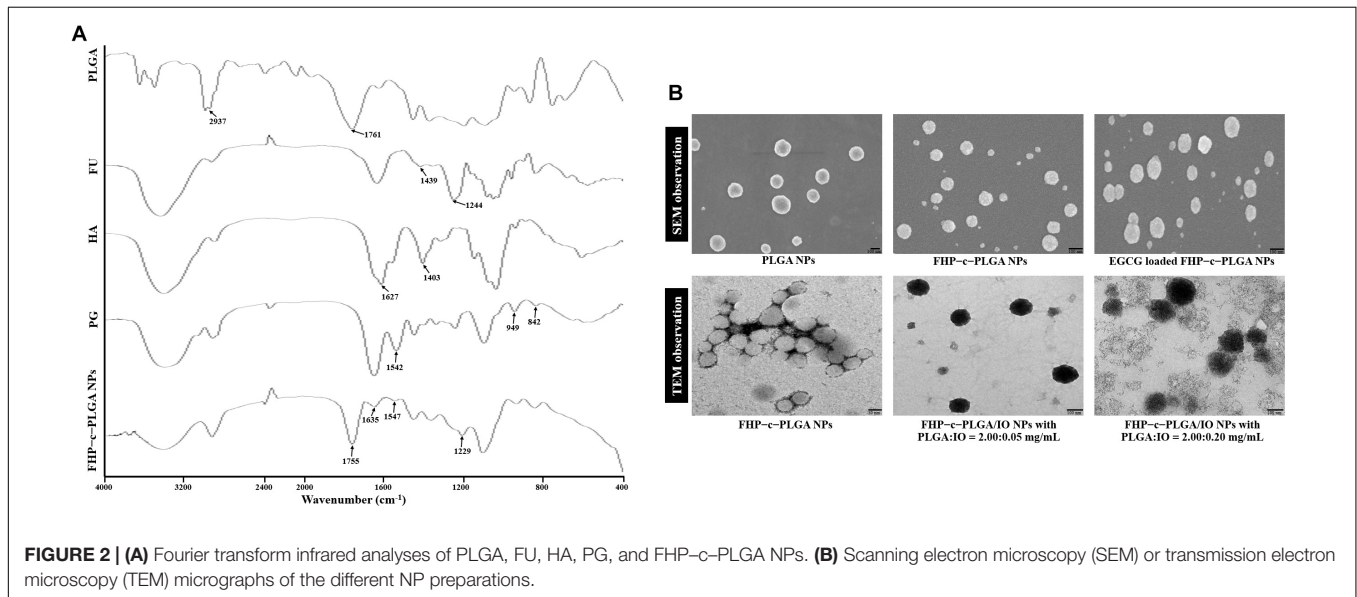 A
PLGA
2937
1761
FU
1439
1244
HA
1627
1403
PG
1542
949
842
FHP–c–PLGA NPs
1755
1635
1547
1229
4000
3200
2400
2000
1600
1200
800
400
Wavenumber (cm-1)
B
SEM observation
PLGA NPs
FHP–c–PLGA NPs
EGCG loaded FHP–c–PLGA NPs
TEM observation
FHP–c–PLGA NPs
FHP–c–PLGA/IO NPs with
PLGA:IO = 2.00:0.05 mg/mL
FHP–c–PLGA/IO NPs with
PLGA:IO = 2.00:0.20 mg/mL
FIGURE 2 | (A) Fourier transform infrared analyses of PLGA, FU, HA, PG, and FHP–c–PLGA NPs. (B) Scanning electron microscopy (SEM) or transmission electron
microscopy (TEM) micrographs of the different NP preparations.